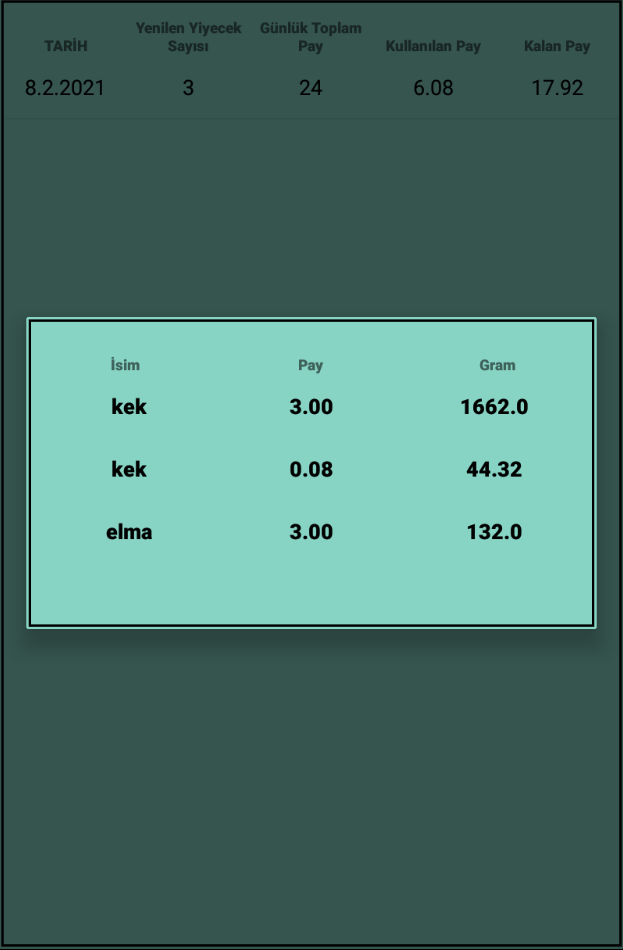 TARİH Yenilen Yiyecek Sayısı Günlük Toplam Pay Kullanılan Pay Kalan Pay
8.2.2021 3 24 6.08 17.92
İsim Pay Gram
kek 3.00 1662.0
kek 0.08 44.32
elma 3.00 132.0